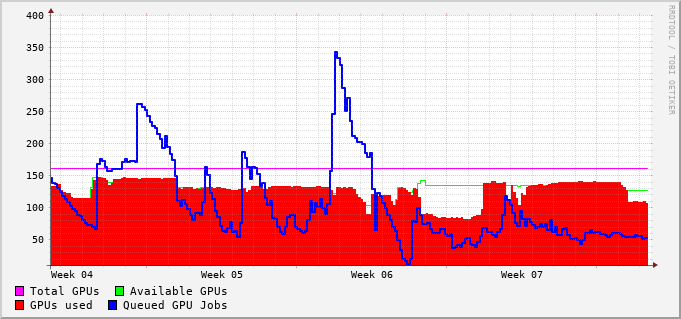 400
350
300
250
200
150
100
50
Week 04 Week 05 Week 06 Week 07
Total GPUs Available GPUs
GPUs used Queued GPU Jobs
RRDTOOL / TOBI OETIKER